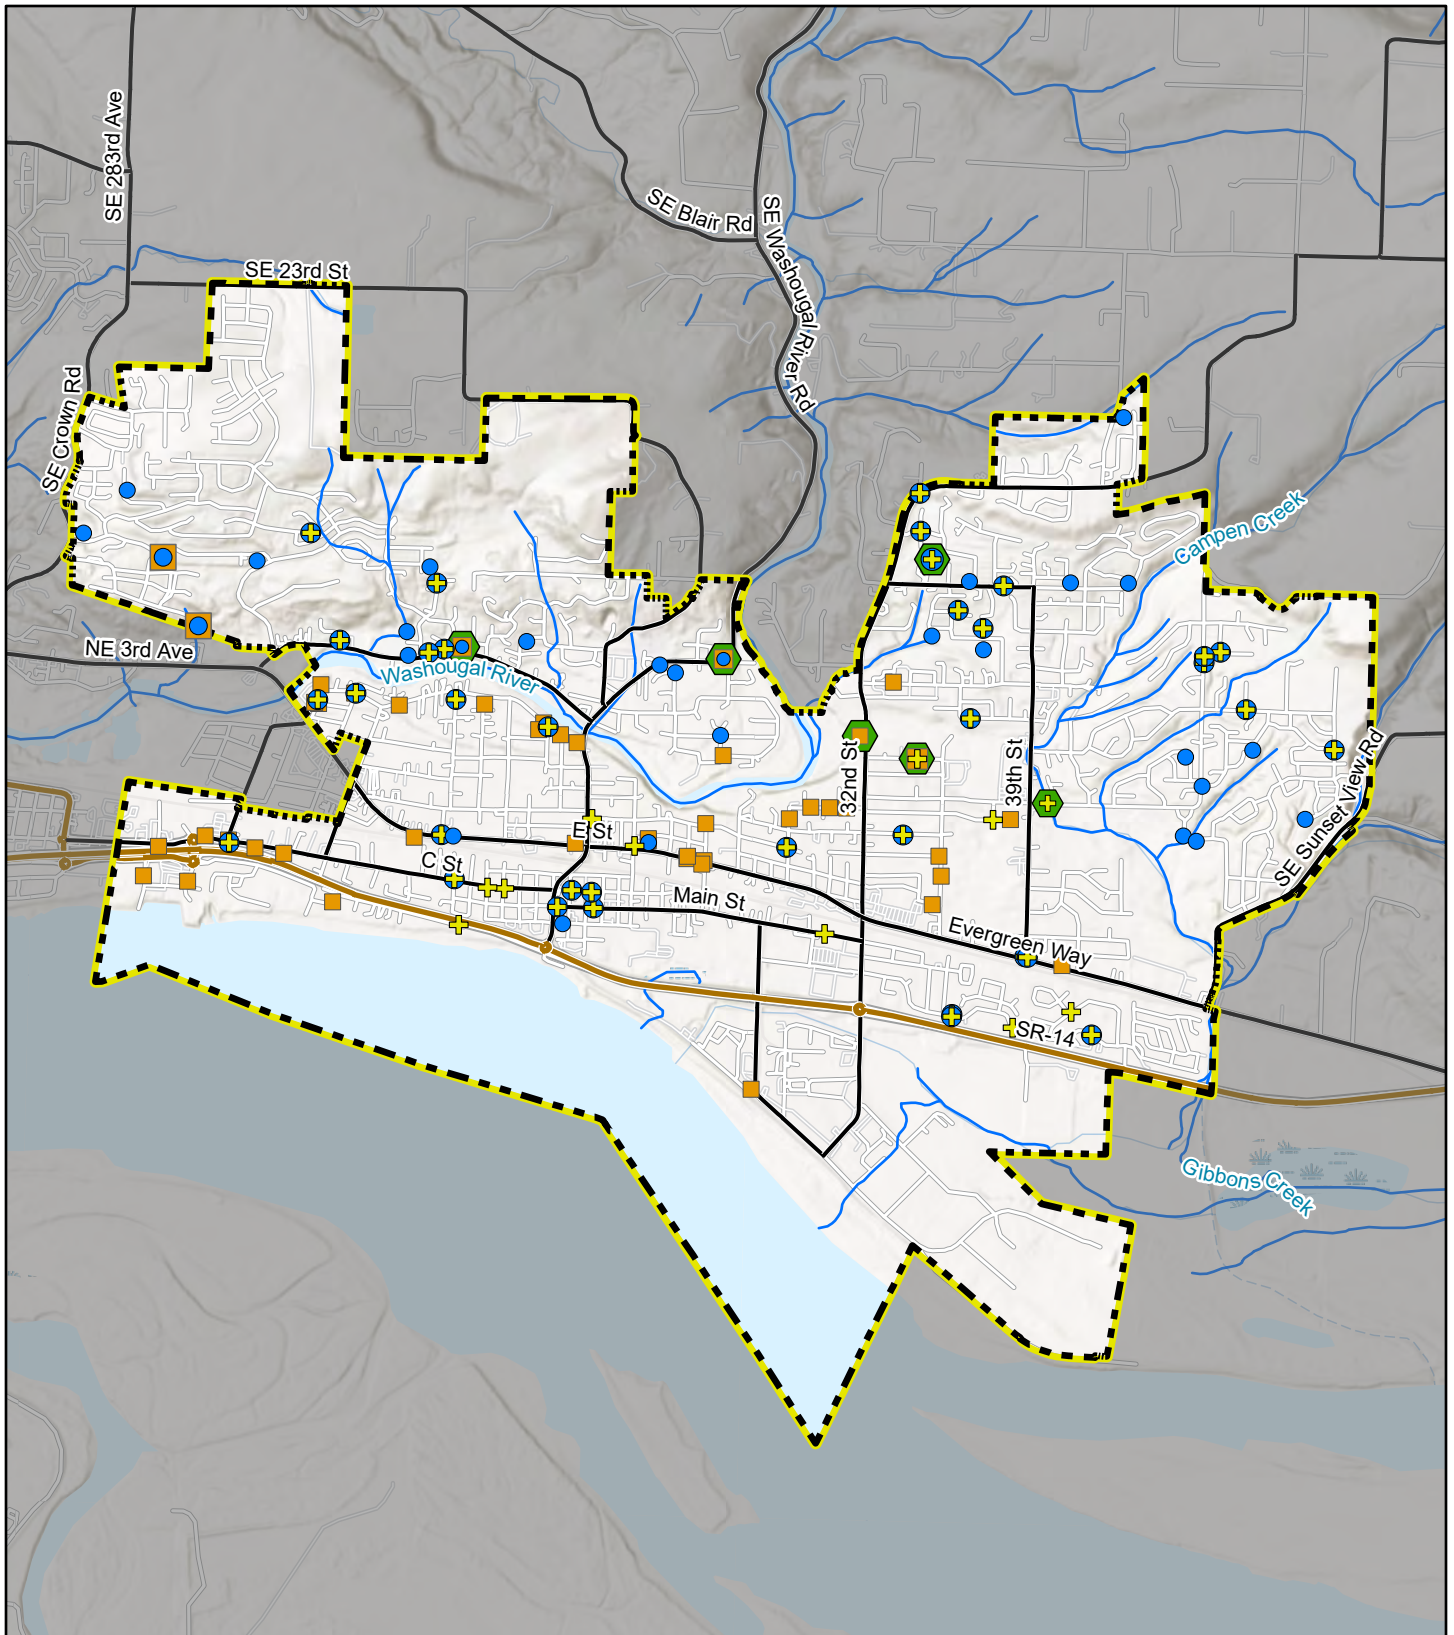 SE 283rd Ave
SE Blair Rd
SE Washougal River Rd
SE 23rd St
SE Crown Rd
Campen Creek
NE 3rd Ave
Washougal River
32nd St
39th St
SE Sunset View Rd
E St
C St
Main St
Evergreen Way
SR-14
Gibbons Creek